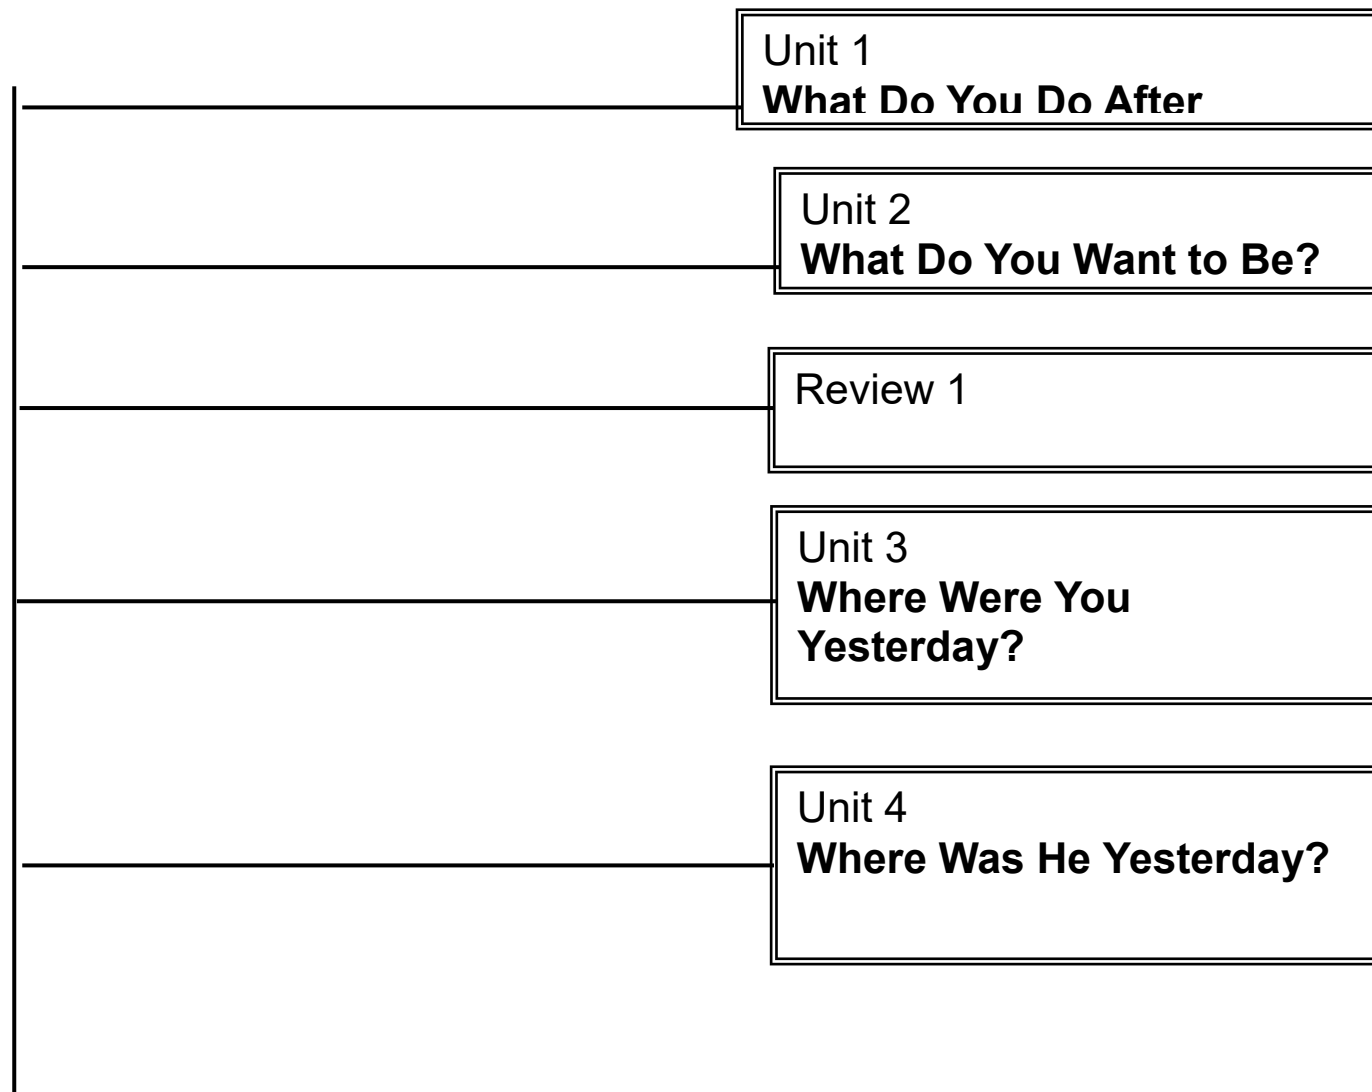 Unit 1
What Do You Do After
Unit 2
What Do You Want to Be?
Review 1
Unit 3
Where Were You
Yesterday?
Unit 4
Where Was He Yesterday?